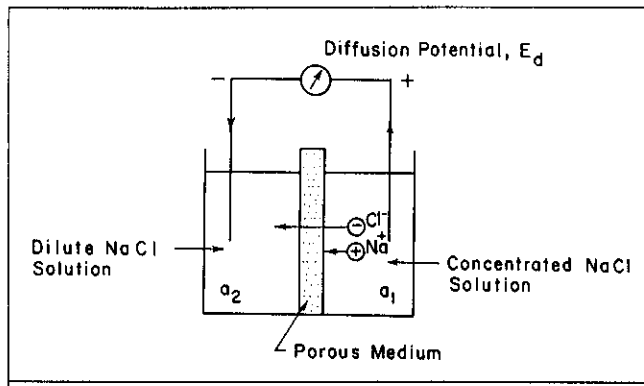 Diffusion Potential, E_d
− +
⊖ Cl⁻
⊕ Na⁺
Dilute NaCl
Solution
a₂
a₁
Concentrated NaCl
Solution
Porous Medium